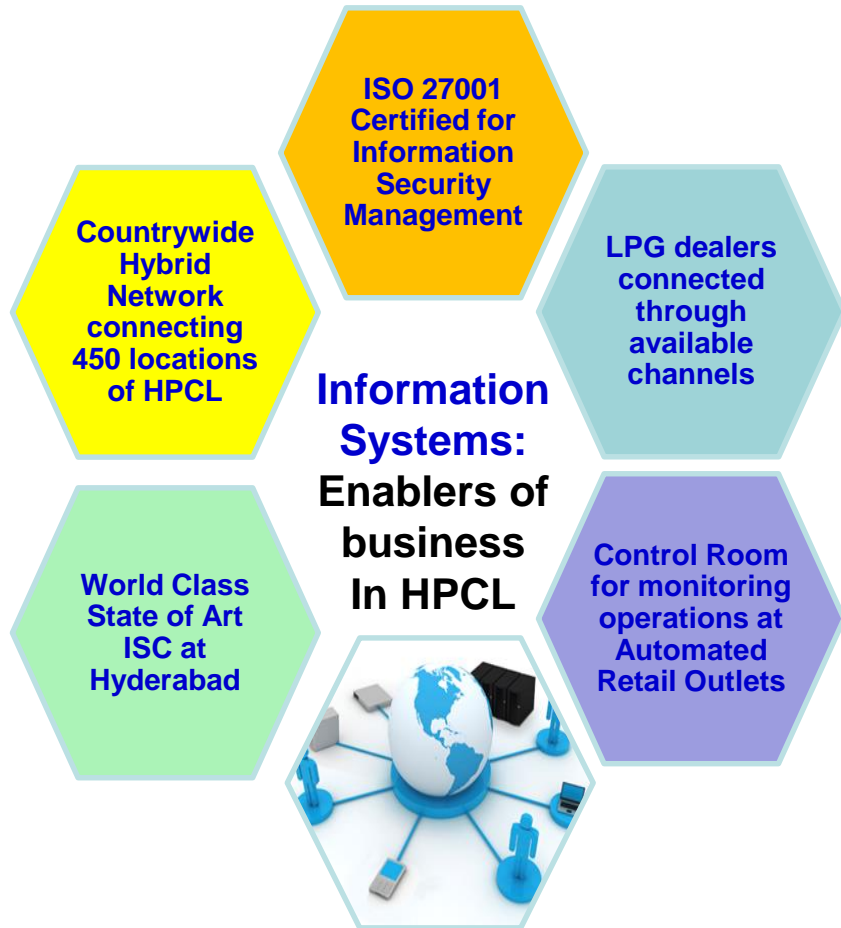 ISO 27001
Certified for
Information
Security
Management
Countrywide
Hybrid
Network
connecting
450 locations
of HPCL
LPG dealers
connected
through
available
channels
Information
Systems:
Enablers of
business
In HPCL
World Class
State of Art
ISC at
Hyderabad
Control Room
for monitoring
operations at
Automated
Retail Outlets